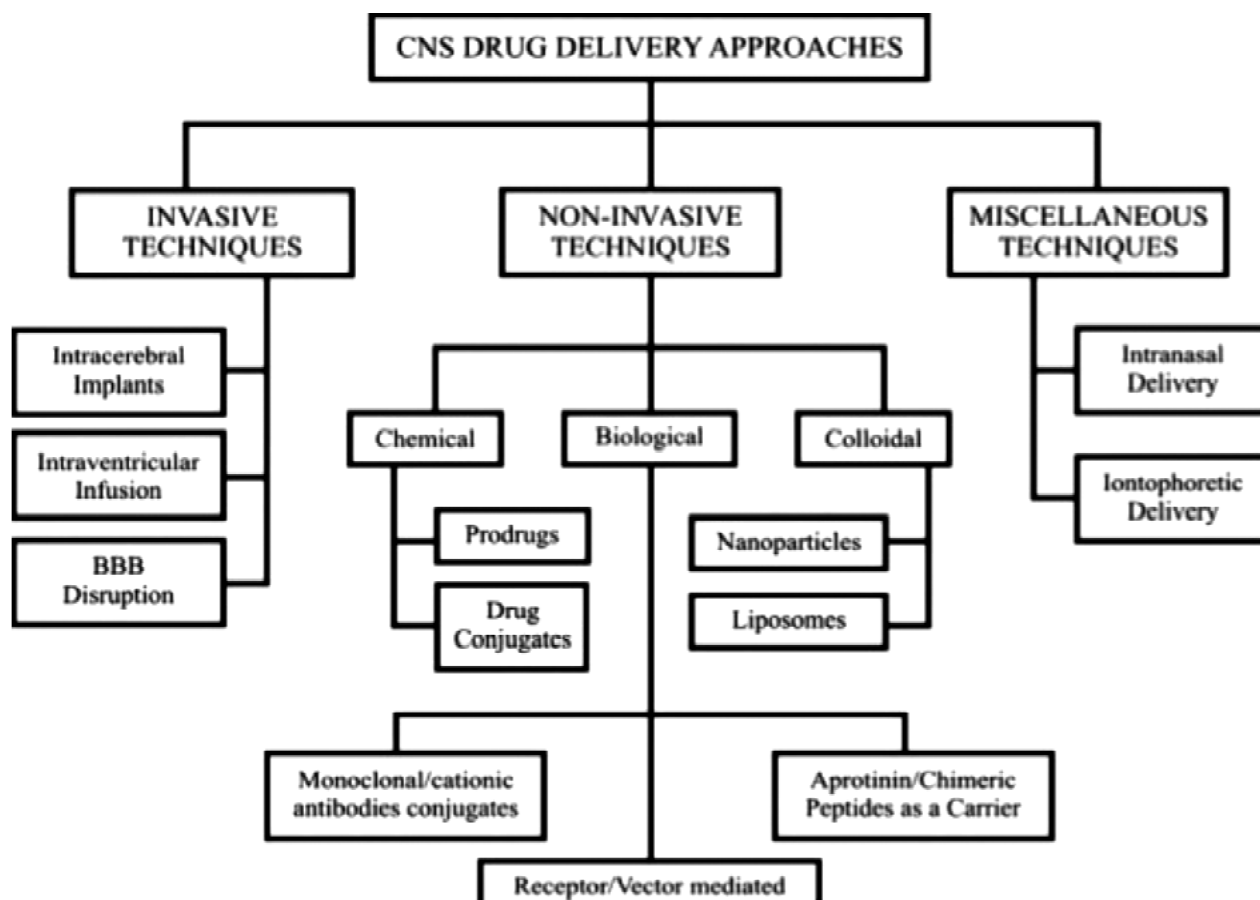 CNS DRUG DELIVERY APPROACHES
INVASIVE
TECHNIQUES
NON-INVASIVE
TECHNIQUES
MISCELLANEOUS
TECHNIQUES
Intracerebral
Implants
Intraventricular
Infusion
BBB
Disruption
Chemical
Biological
Colloidal
Prodrugs
Drug
Conjugates
Nanoparticles
Liposomes
Intranasal
Delivery
Iontophoretic
Delivery
Monoclonal/cationic
antibodies conjugates
Aprotinin/Chimeric
Peptides as a Carrier
Receptor/Vector mediated